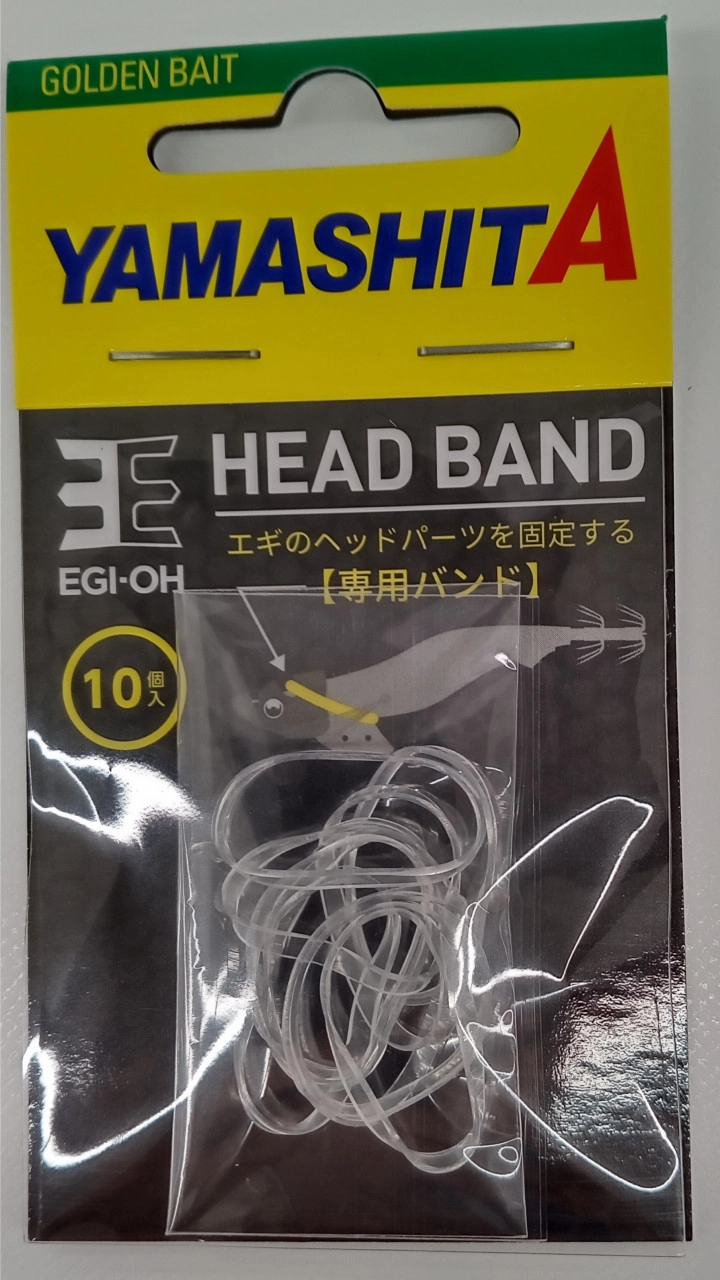 GOLDEN BAIT
YAMASHITA
HEAD BAND
エギのヘッドパーツを固定する
【専用バンド】
EGI-OH
10個入